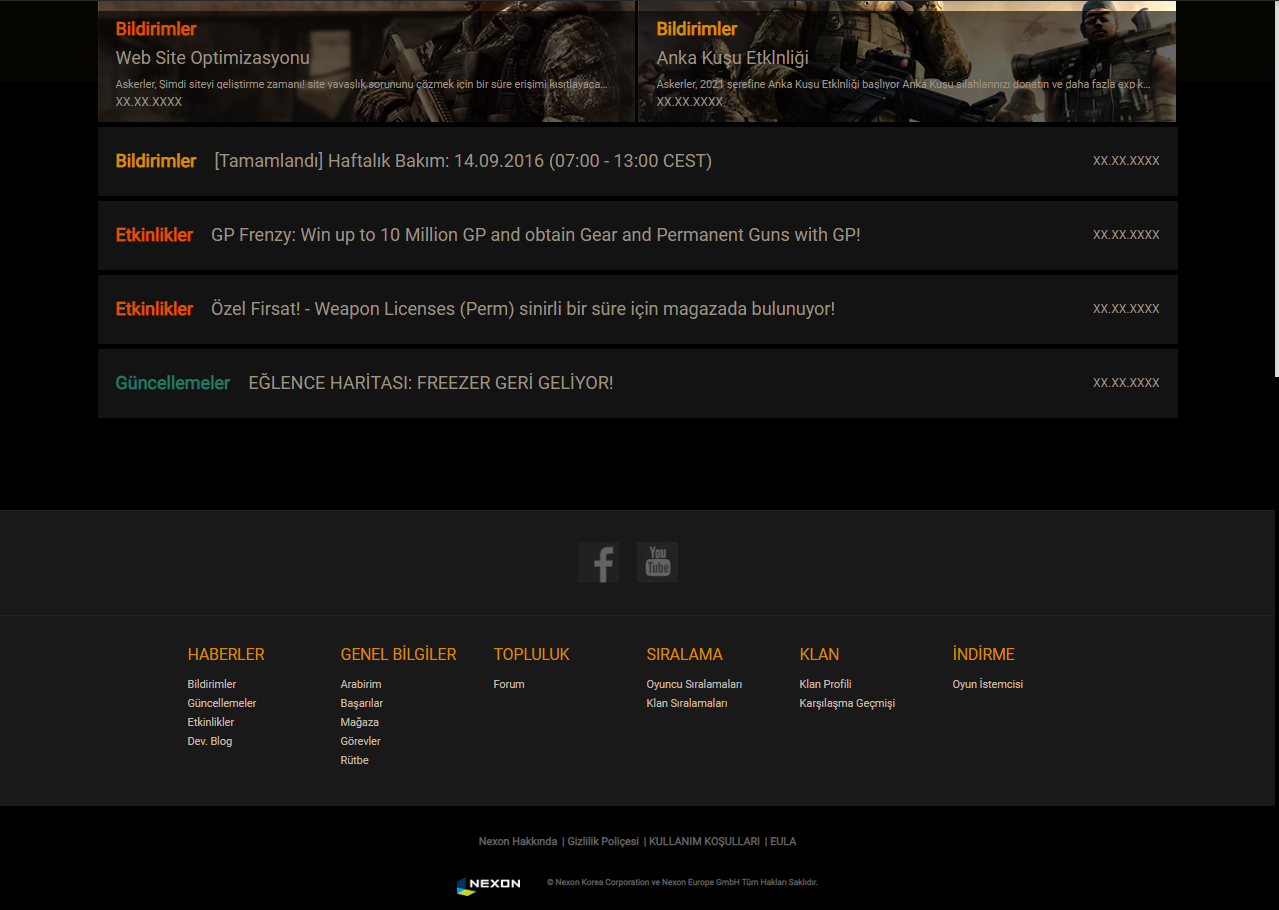 Bildirimler
Web Site Optimizasyonu
Askerler, Şimdi siteyi geliştirme zamanı! site yavaşlık sorununu çözmek için bir süre erişimi kısıtlayaca...
XX.XX.XXXX
Bildirimler
Anka Kuşu Etklnliği
Askerler, 2021 şerefine Anka Kuşu Etklnliği başlıyor Anka Kuşu silahlarınızı donatın ve daha fazla exp k...
XX.XX.XXXX
Bildirimler [Tamamlandı] Haftalık Bakım: 14.09.2016 (07:00 - 13:00 CEST) XX.XX.XXXX
Etkinlikler GP Frenzy: Win up to 10 Million GP and obtain Gear and Permanent Guns with GP! XX.XX.XXXX
Etkinlikler Özel Firsat! - Weapon Licenses (Perm) sinirli bir süre için magazada bulunuyor! XX.XX.XXXX
Güncellemeler EĞLENCE HARİTASI: FREEZER GERİ GELİYOR! XX.XX.XXXX
f
You Tube
HABERLER
Bildirimler
Güncellemeler
Etkinlikler
Dev. Blog
GENEL BİLGİLER
Arabirim
Başarılar
Mağaza
Görevler
Rütbe
TOPLULUK
Forum
SIRALAMA
Oyuncu Sıralamaları
Klan Sıralamaları
KLAN
Klan Profili
Karşılaşma Geçmişi
İNDİRME
Oyun İstemcisi
Nexon Hakkında | Gizlilik Poliçesi | KULLANIM KOŞULLARI | EULA
NEXON © Nexon Korea Corporation ve Nexon Europe GmbH Tüm Hakları Saklıdır.